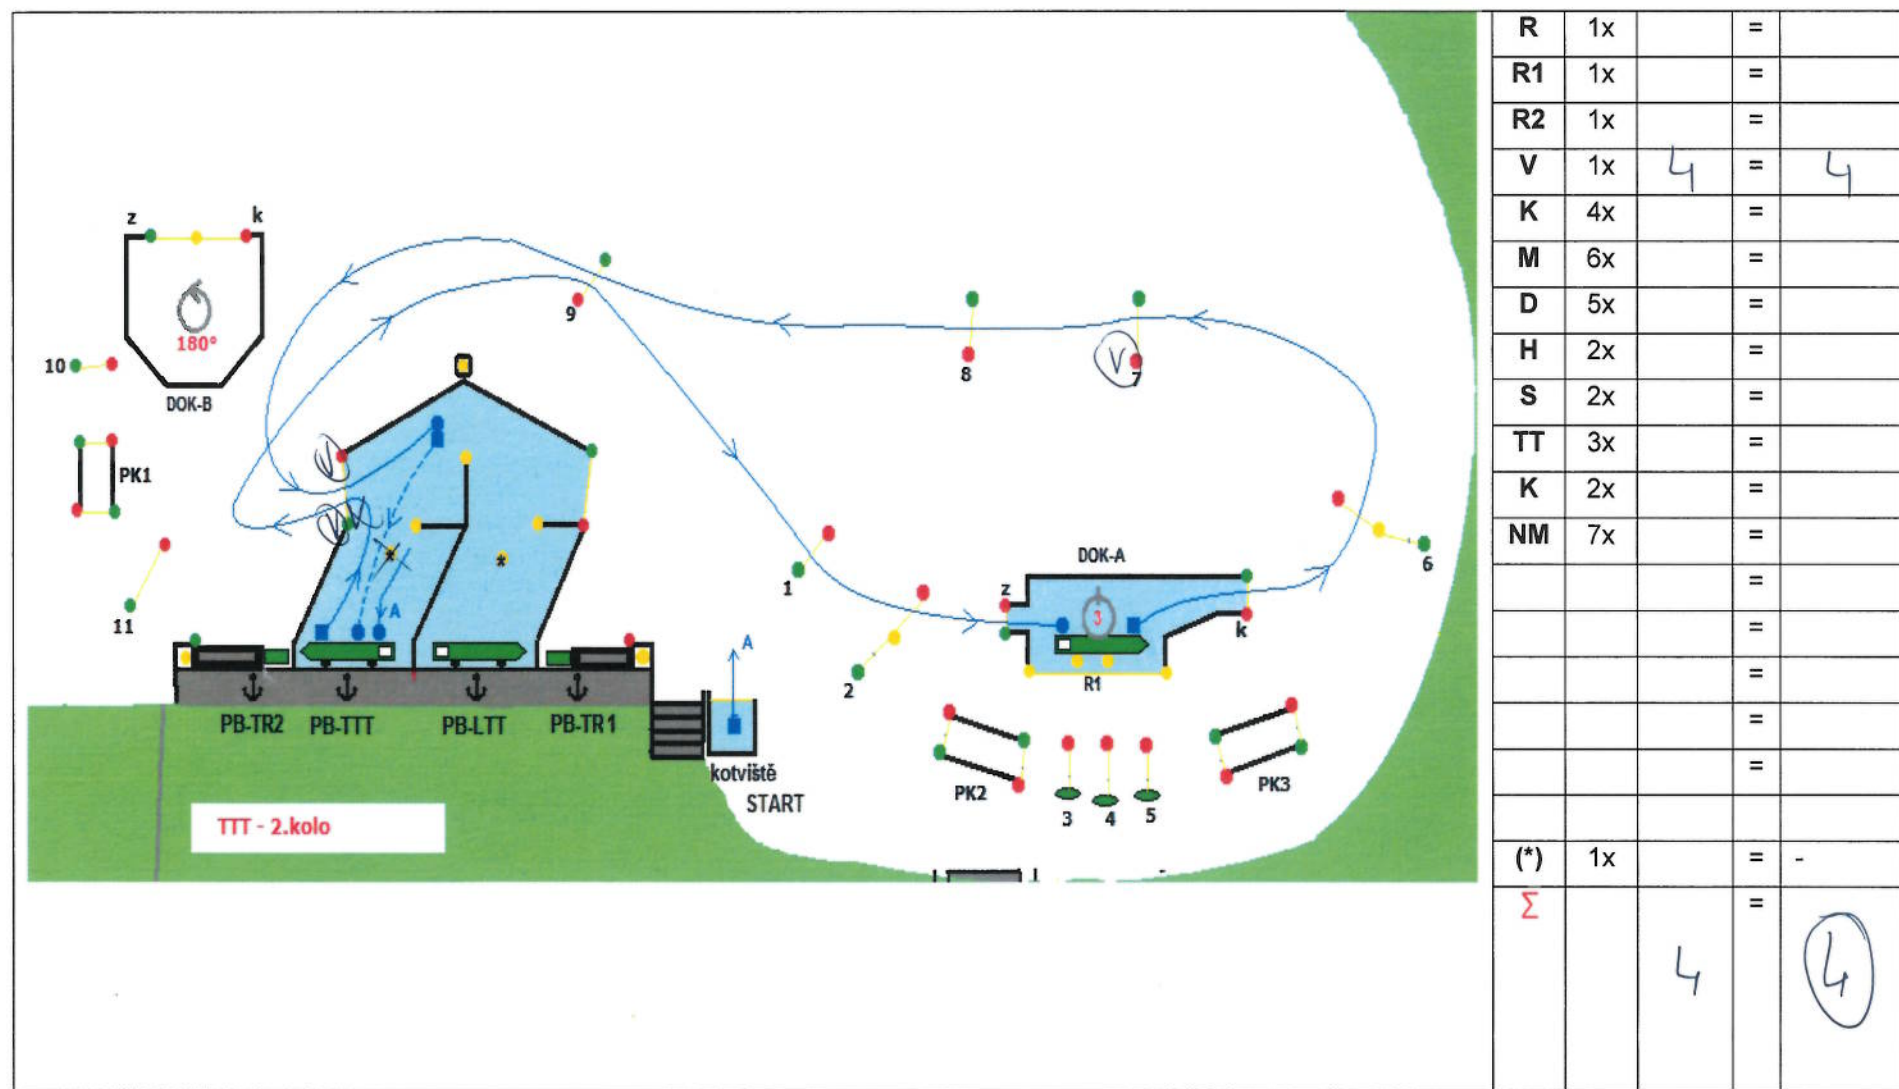 z k
180°
DOK-B
10
PK1
11
9
8
V
7
V
V V
*
*
A
1
2
DOK-A
z
3
k
R1
6
PB-TR2 PB-TTT PB-LTT PB-TR1
A
kotviště
START
PK2
3 4 5
PK3
TTT - 2.kolo
R 1x =
R1 1x =
R2 1x =
V 1x 4 = 4
K 4x =
M 6x =
D 5x =
H 2x =
S 2x =
TT 3x =
K 2x =
NM 7x =
=
=
=
=
=
(*) 1x = -
Σ =
4 4